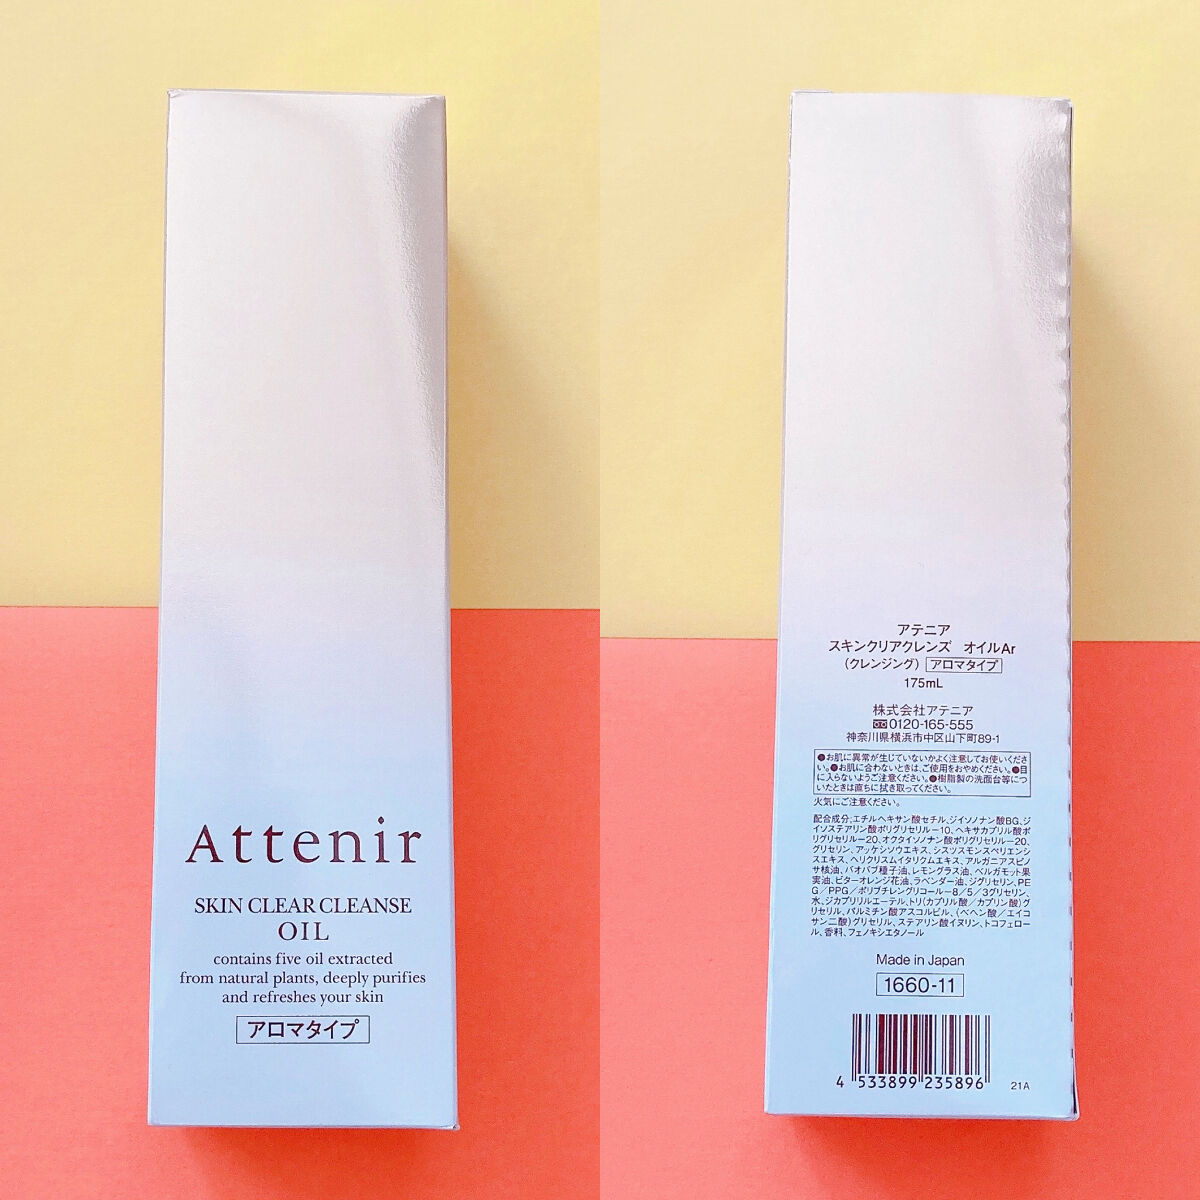 Attenir
SKIN CLEAR CLEANSE
OIL
contains five oil extracted
from natural plants, deeply purifies
and refreshes your skin
アロマタイプ
アテニア
スキンクリアクレンズ オイルAr
(クレンジング) アロマタイプ
175mL
株式会社アテニア
0120-165-555
神奈川県横浜市中区山下町89-1
●お肌に異常が生じていないかよく注意してお使いくださ
い。●お肌に合わないときは、ご使用をおやめください。●目
に入らないようご注意ください。●樹脂製の洗面台等につ
いたときは直ちに拭き取ってください。
火気にご注意ください。
配合成分:エチルヘキサン酸セチル、ジイソノナン酸BG、ジ
イソステアリン酸ポリグリセリル-10、ヘキサカプリル酸ポ
リグリセリル-20、オクタイソノナン酸ポリグリセリル-20、
グリセリン、アッケシソウエキス、シスツスモンスペリエンシ
スエキス、ヘリクリスムイタリクムエキス、アルガニアスピノ
サ核油、バオバブ種子油、レモングラス油、ベルガモット果
実油、ビターオレンジ花油、ラベンダー油、ジグリセリン、PE
G/PPG/ポリブチレングリコール-8/5/3グリセリン、
水、ジカプリリルエーテル、トリ(カプリル酸/カプリン酸)グ
リセリル、パルミチン酸アスコルビル、(ベヘン酸/エイコ
サン二酸)グリセリル、ステアリン酸イヌリン、トコフェロー
ル、香料、フェノキシエタノール
Made in Japan
1660-11
4 533899 235896
21A